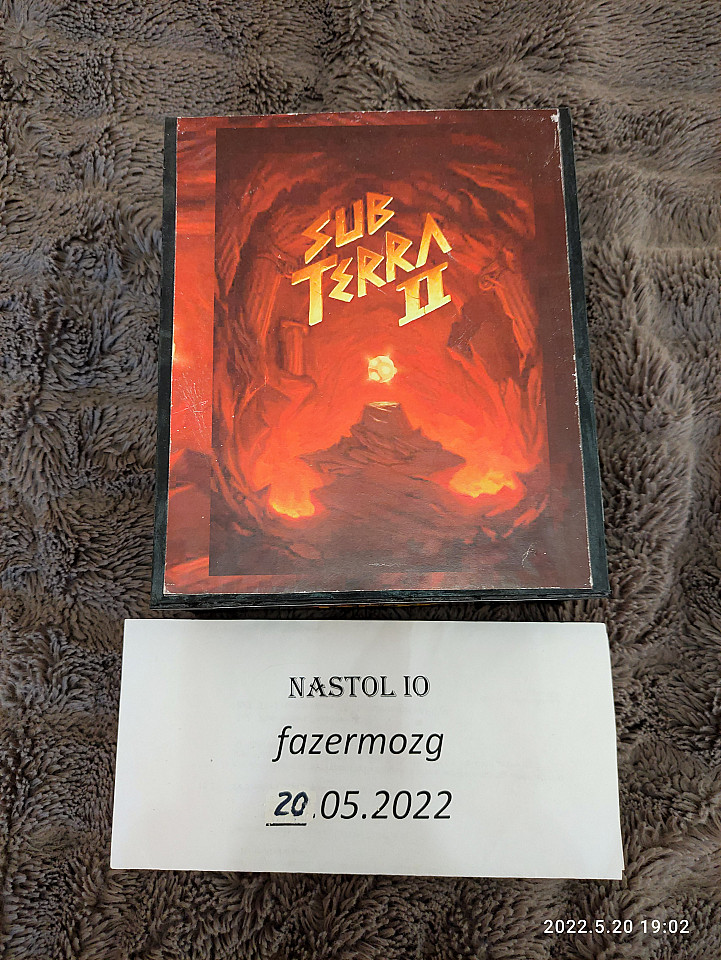 SUB
TERRA
II
NASTOL IO
fazermozg
20.05.2022
2022.5.20 19:02